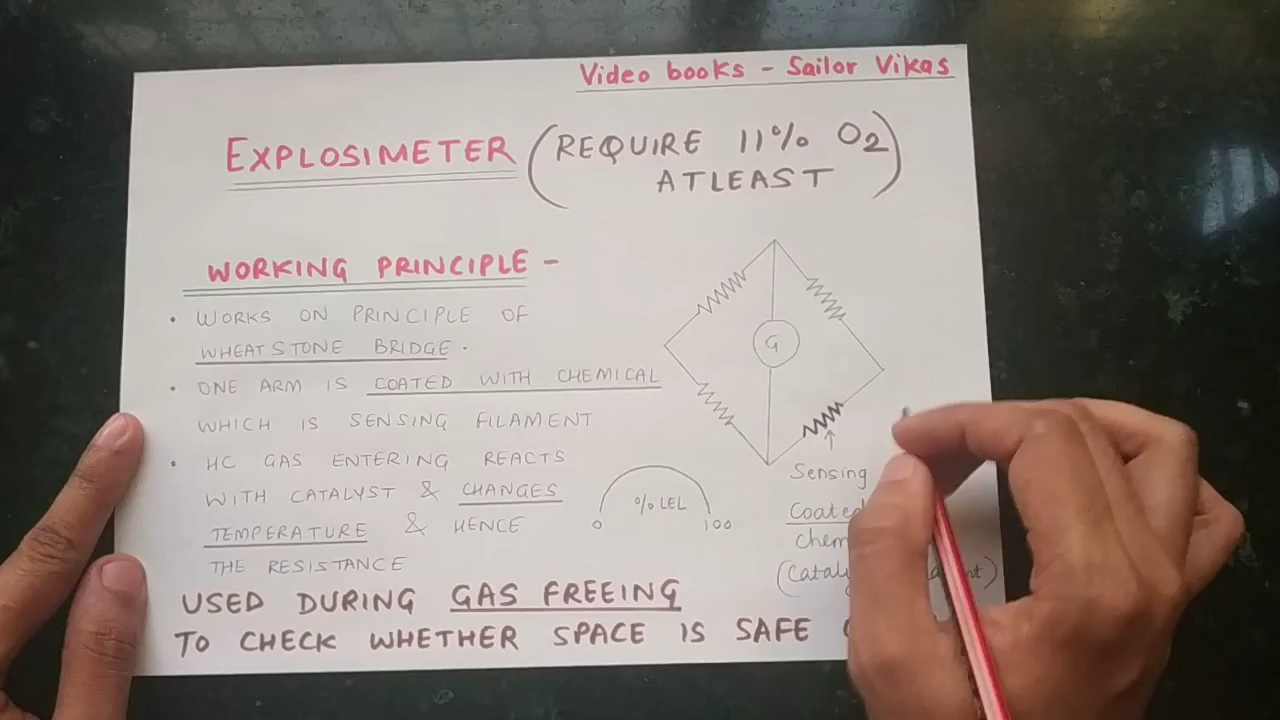 Video books - Sailor Vikas
EXPLOSIMETER (REQUIRE 11% O2
ATLEAST)
WORKING PRINCIPLE -
• WORKS ON PRINCIPLE OF
WHEATSTONE BRIDGE.
• ONE ARM IS COATED WITH CHEMICAL
WHICH IS SENSING FILAMENT
• HC GAS ENTERING REACTS
WITH CATALYST & CHANGES
TEMPERATURE & HENCE
THE RESISTANCE
G
Sensing
Coated
% LEL
0 100
USED DURING GAS FREEING
TO CHECK WHETHER SPACE IS SAFE